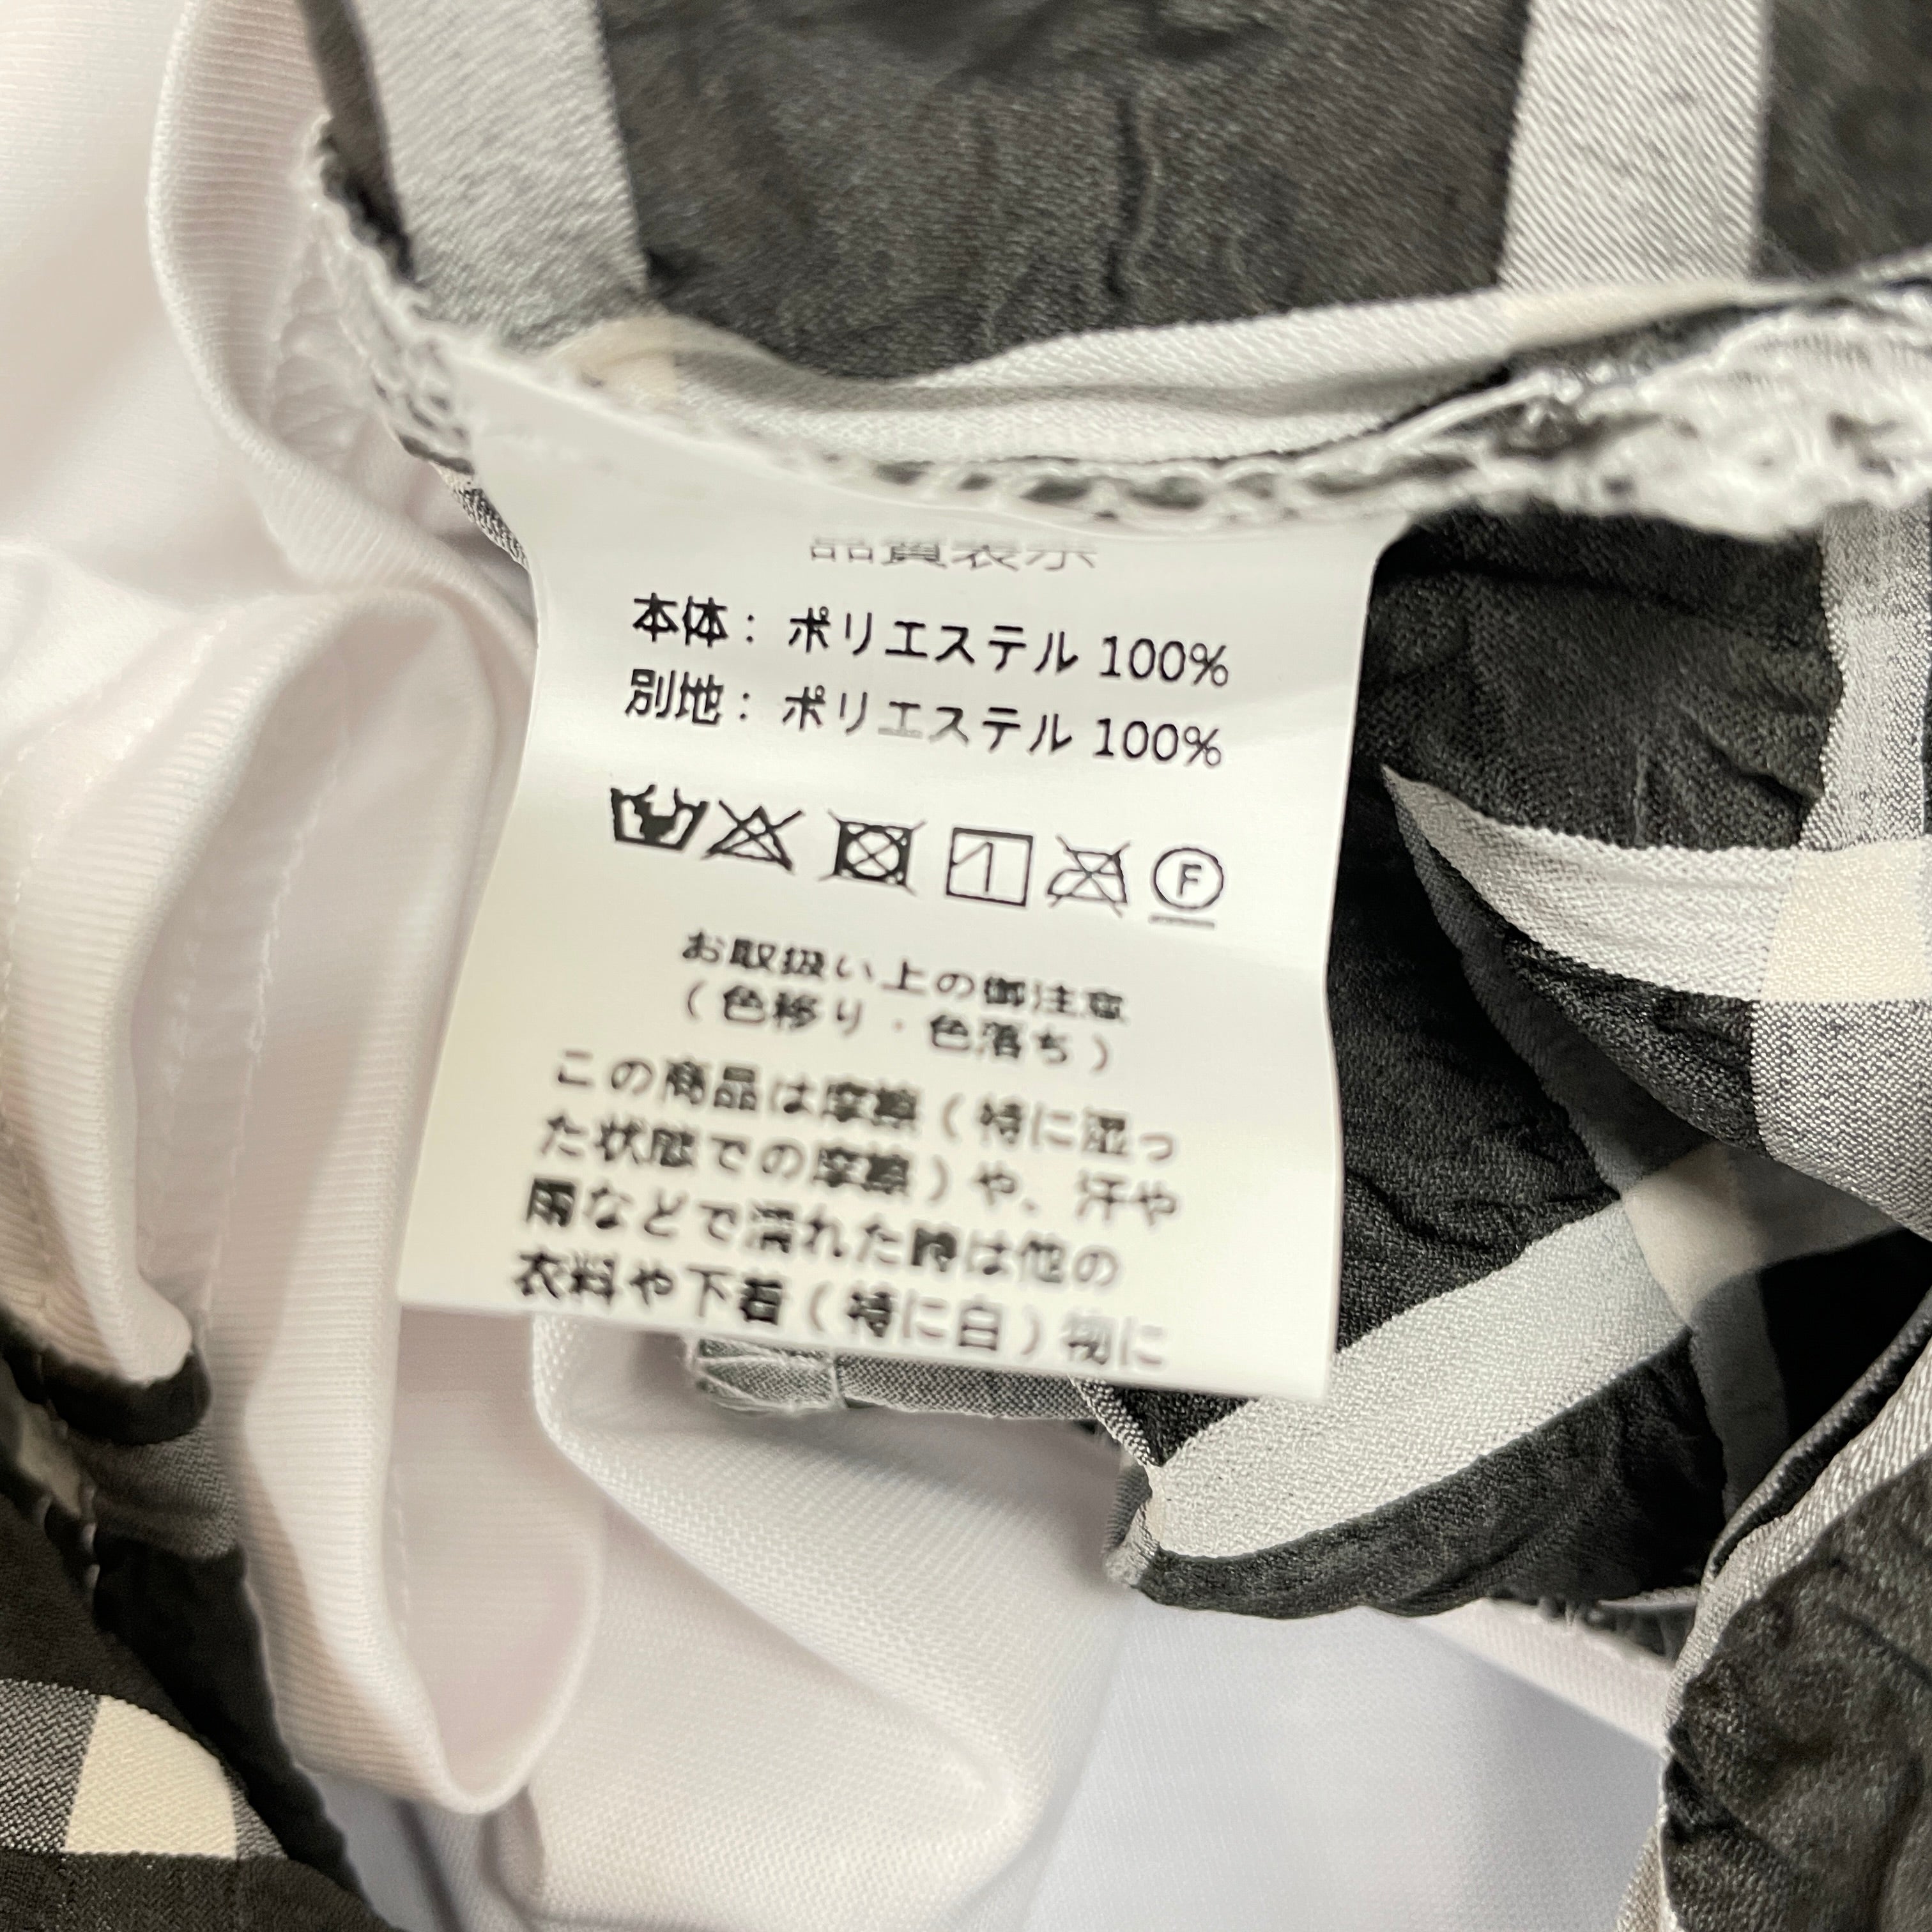 品質表示
本体：ポリエステル 100%
別地：ポリエステル 100%
F
お取扱い上の御注意
（色移り・色落ち）
この商品は摩擦（特に湿っ
た状態での摩擦）や、汗や
雨などで濡れた時は他の
衣料や下着（特に白）物に